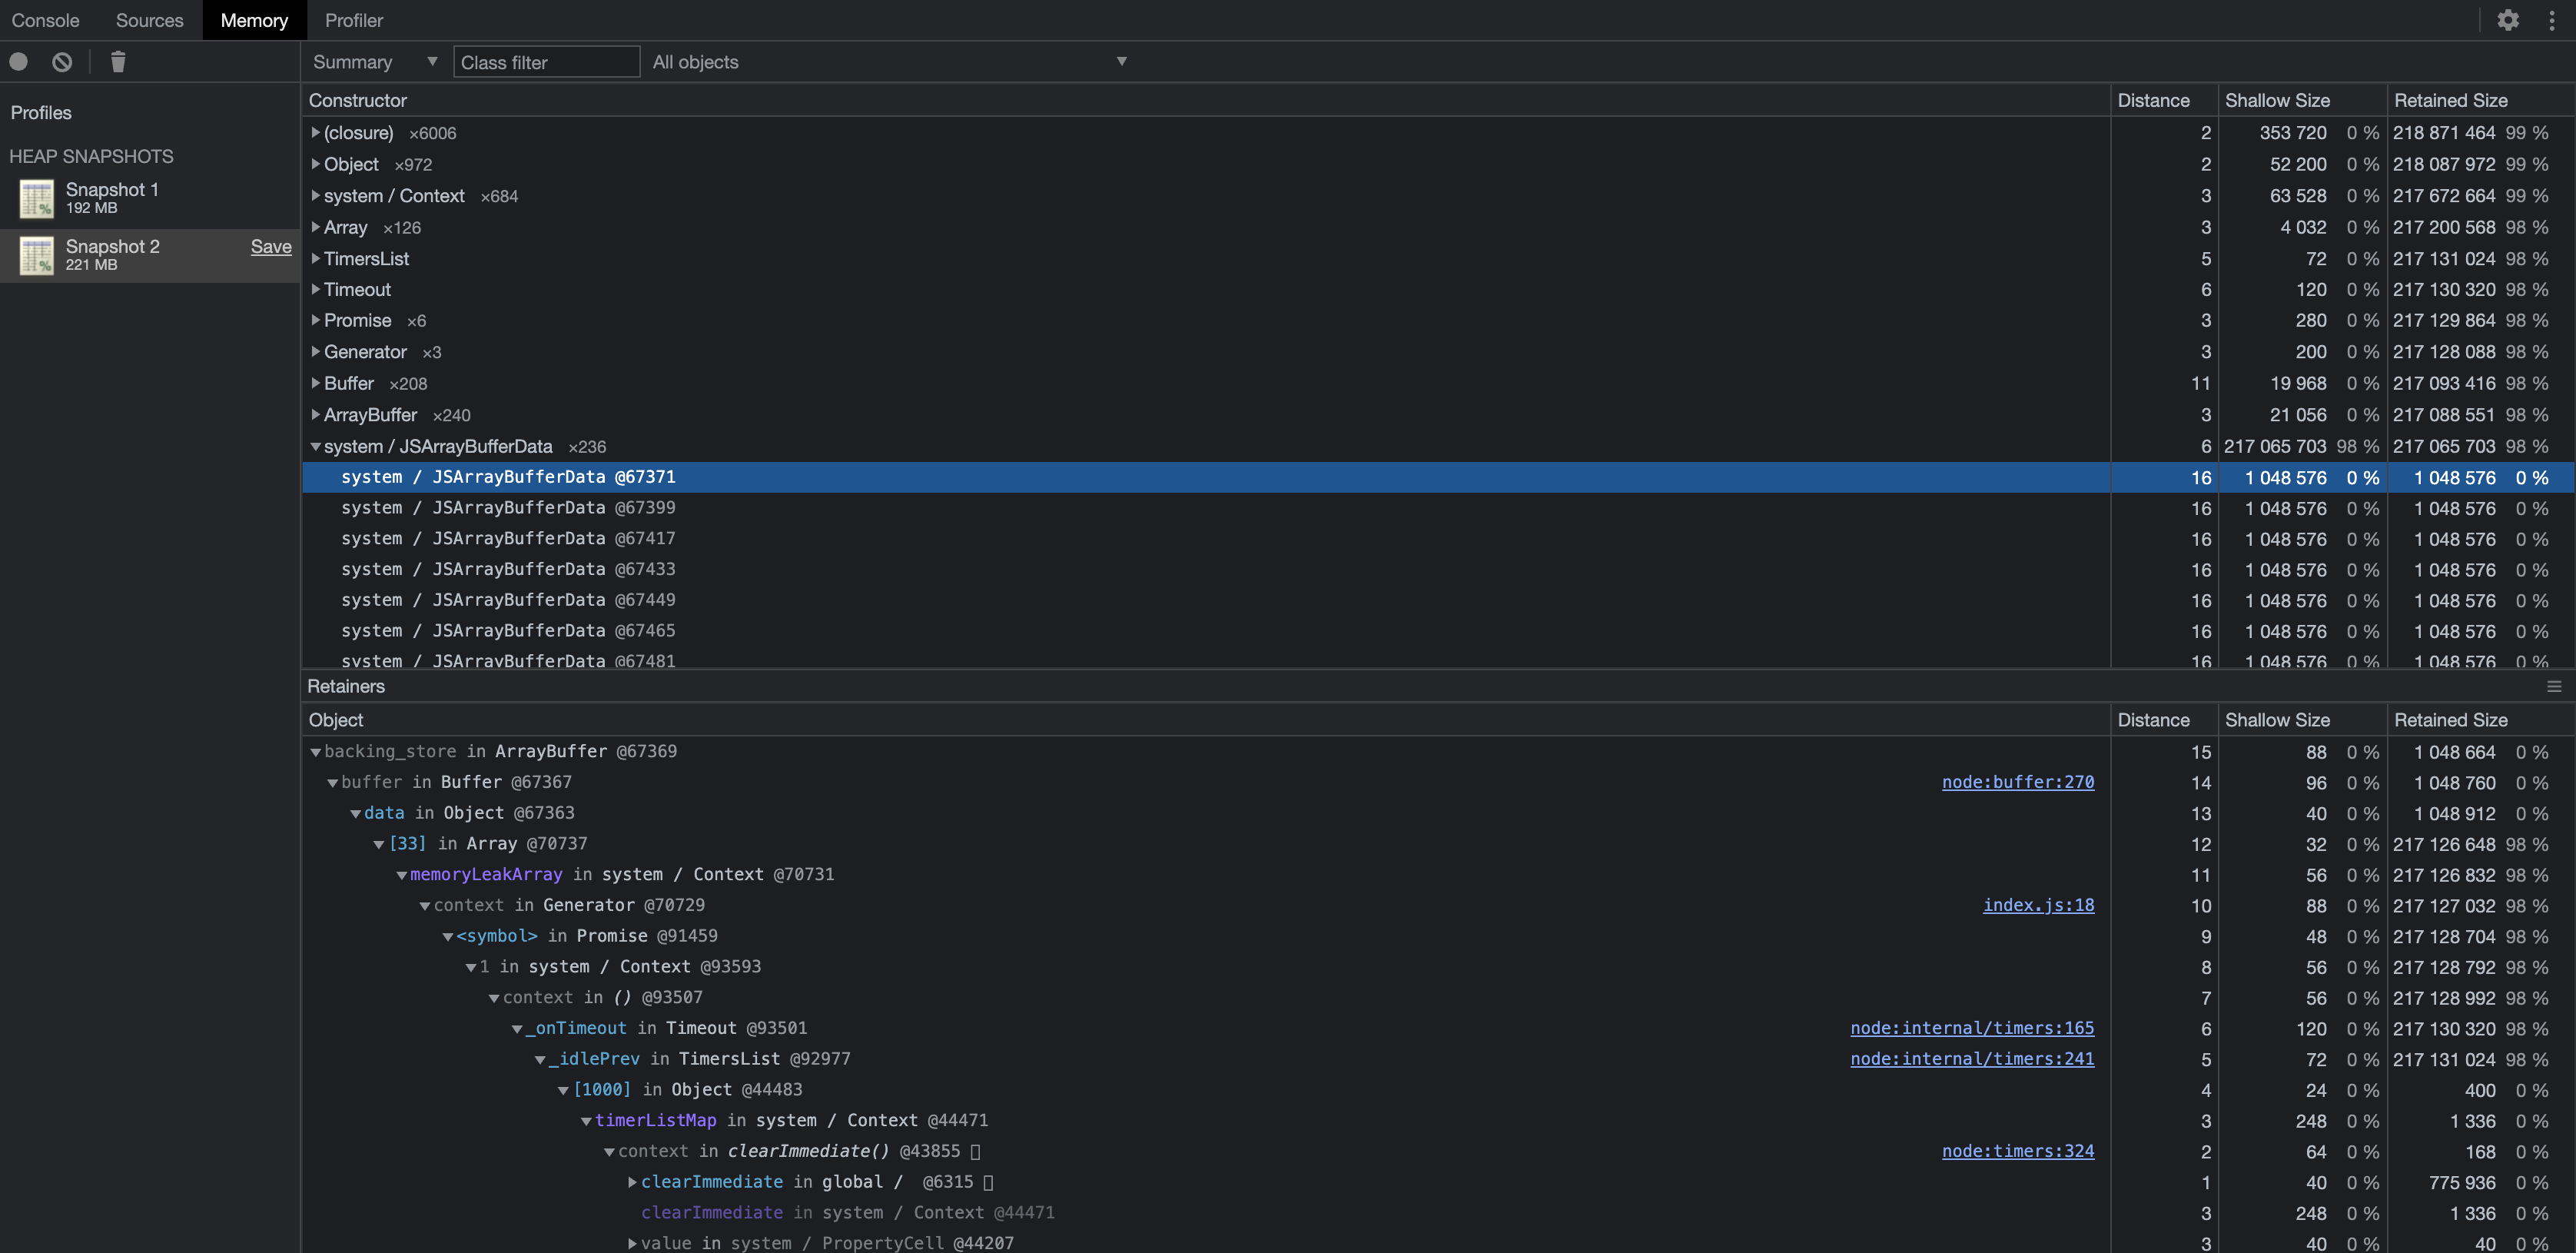 Console Sources Memory Profiler
Summary ▼ Class filter All objects ▼
Profiles
HEAP SNAPSHOTS
Snapshot 1
192 MB
Snapshot 2 Save
221 MB
Constructor Distance Shallow Size Retained Size
(closure) ×6006 2 353 720 0 % 218 871 464 99 %
Object ×972 2 52 200 0 % 218 087 972 99 %
system / Context ×684 3 63 528 0 % 217 672 664 99 %
Array ×126 3 4 032 0 % 217 200 568 98 %
TimersList 5 72 0 % 217 131 024 98 %
Timeout 6 120 0 % 217 130 320 98 %
Promise ×6 3 280 0 % 217 129 864 98 %
Generator ×3 3 200 0 % 217 128 088 98 %
Buffer ×208 11 19 968 0 % 217 093 416 98 %
ArrayBuffer ×240 3 21 056 0 % 217 088 551 98 %
system / JSArrayBufferData ×236 6 217 065 703 98 % 217 065 703 98 %
system / JSArrayBufferData @67371 16 1 048 576 0 % 1 048 576 0 %
system / JSArrayBufferData @67399 16 1 048 576 0 % 1 048 576 0 %
system / JSArrayBufferData @67417 16 1 048 576 0 % 1 048 576 0 %
system / JSArrayBufferData @67433 16 1 048 576 0 % 1 048 576 0 %
system / JSArrayBufferData @67449 16 1 048 576 0 % 1 048 576 0 %
system / JSArrayBufferData @67465 16 1 048 576 0 % 1 048 576 0 %
system / JSArrayBufferData @67481 16 1 048 576 0 % 1 048 576 0 %
Retainers
Object Distance Shallow Size Retained Size
backing_store in ArrayBuffer @67369 15 88 0 % 1 048 664 0 %
buffer in Buffer @67367 node:buffer:270 14 96 0 % 1 048 760 0 %
data in Object @67363 13 40 0 % 1 048 912 0 %
[33] in Array @70737 12 32 0 % 217 126 648 98 %
memoryLeakArray in system / Context @70731 11 56 0 % 217 126 832 98 %
context in Generator @70729 index.js:18 10 88 0 % 217 127 032 98 %
<symbol> in Promise @91459 9 48 0 % 217 128 704 98 %
1 in system / Context @93593 8 56 0 % 217 128 792 98 %
context in () @93507 7 56 0 % 217 128 992 98 %
_onTimeout in Timeout @93501 node:internal/timers:165 6 120 0 % 217 130 320 98 %
_idlePrev in TimersList @92977 node:internal/timers:241 5 72 0 % 217 131 024 98 %
[1000] in Object @44483 4 24 0 % 400 0 %
timerListMap in system / Context @44471 3 248 0 % 1 336 0 %
context in clearImmediate() @43855 node:timers:324 2 64 0 % 168 0 %
clearImmediate in global / @6315 1 40 0 % 775 936 0 %
clearImmediate in system / Context @44471 3 248 0 % 1 336 0 %
value in system / PropertyCell @44207 3 40 0 % 40 0 %